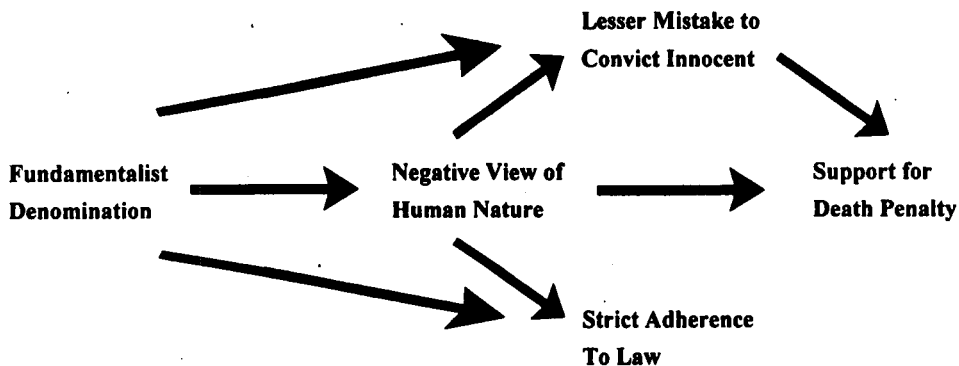 Lesser Mistake to
Convict Innocent
Fundamentalist
Denomination
Negative View of
Human Nature
Support for
Death Penalty
Strict Adherence
To Law